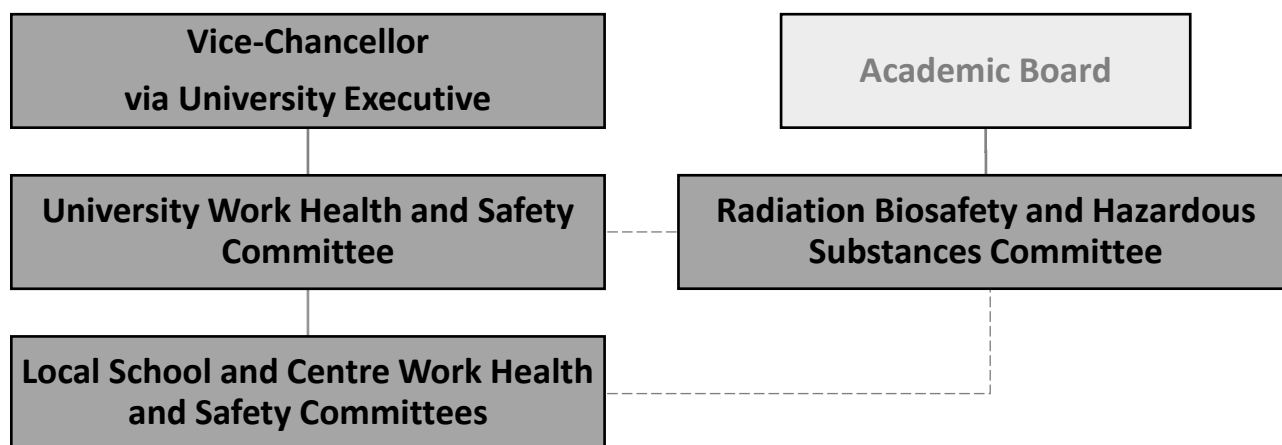 Vice-Chancellor
via University Executive
Academic Board
University Work Health and Safety
Committee
Radiation Biosafety and Hazardous
Substances Committee
Local School and Centre Work Health
and Safety Committees